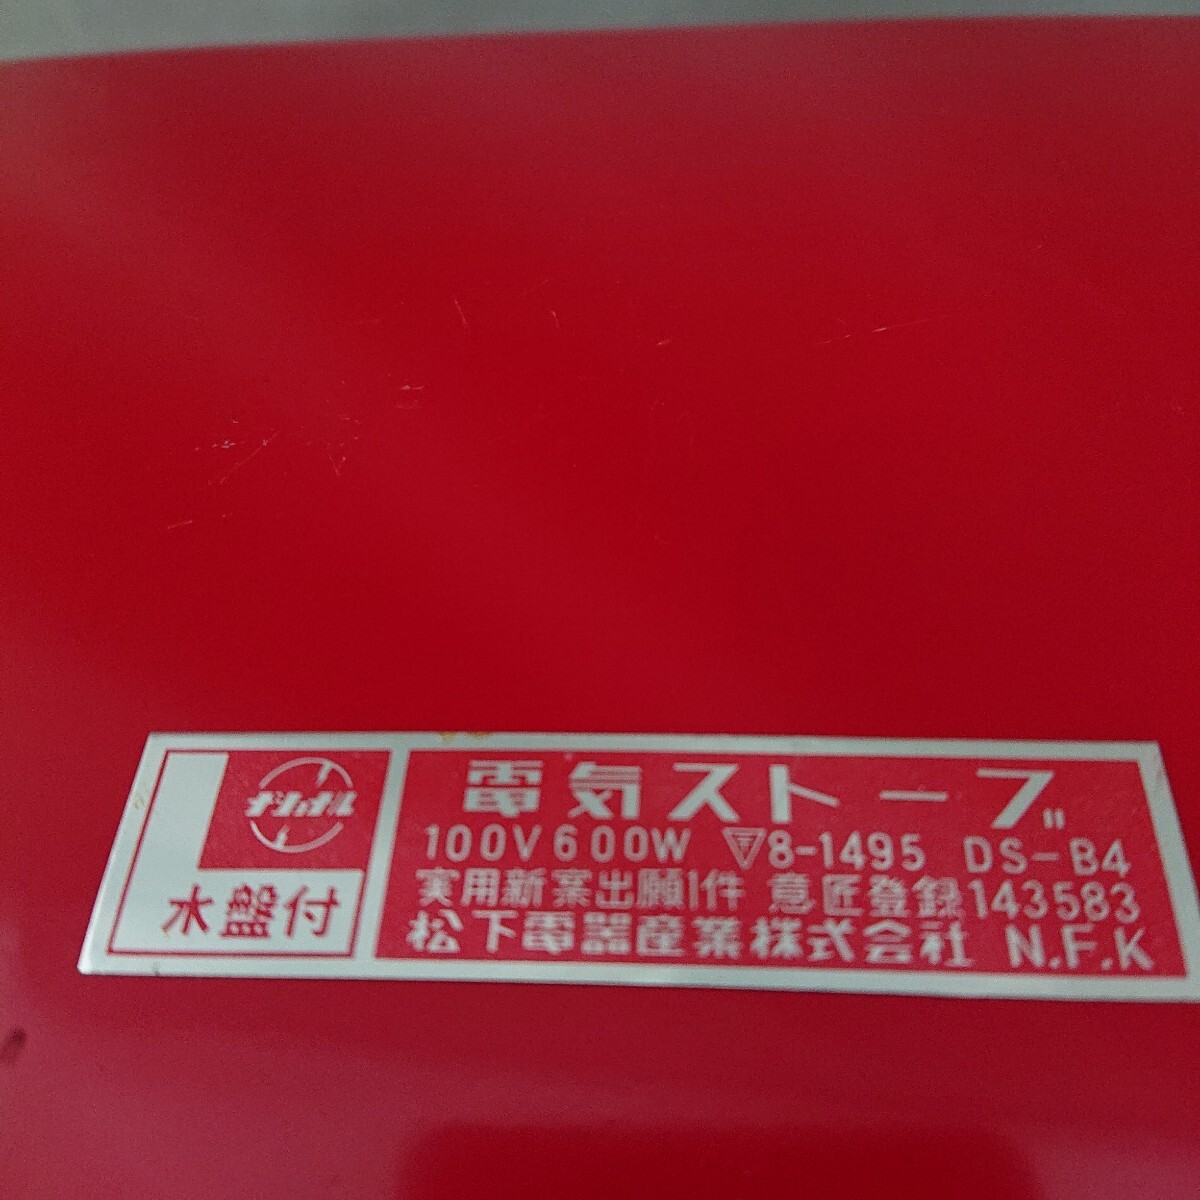 ナショナル
水盤付
電気ストーブ
100V 600W ▽〒8-1495 DS-B4
実用新案出願1件 意匠登録143583
松下電器産業株式会社 N.F.K